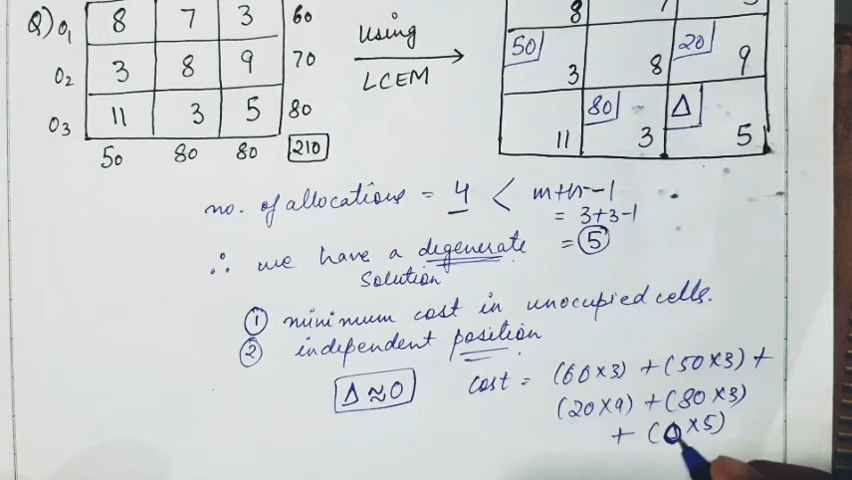 Q) O1 8 7 3 60
O2 3 8 9 70
O3 11 3 5 80
50 80 80 210
Using
LCEM
8
50 3 8 20 9
11 80 3 Δ 5
no. of allocations = 4 < m+n-1
= 3+3-1
= 5
∴ we have a degenerate
solution
① minimum cost in unocupied cells.
② independent position
Δ ≈ 0
cost = (60×3) + (50×3) +
(20×9) + (80×3)
+ (Δ×5)